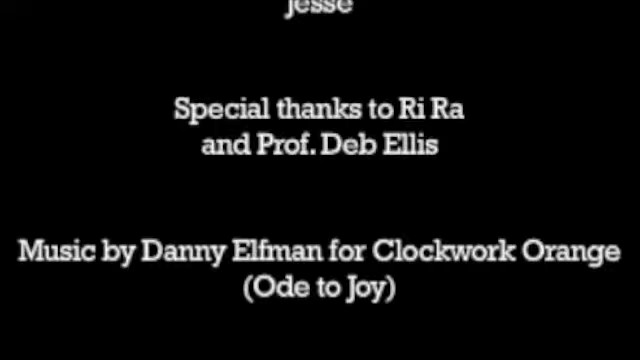 Jesse
Special thanks to Ri Ra
and Prof. Deb Ellis
Music by Danny Elfman for Clockwork Orange
(Ode to Joy)